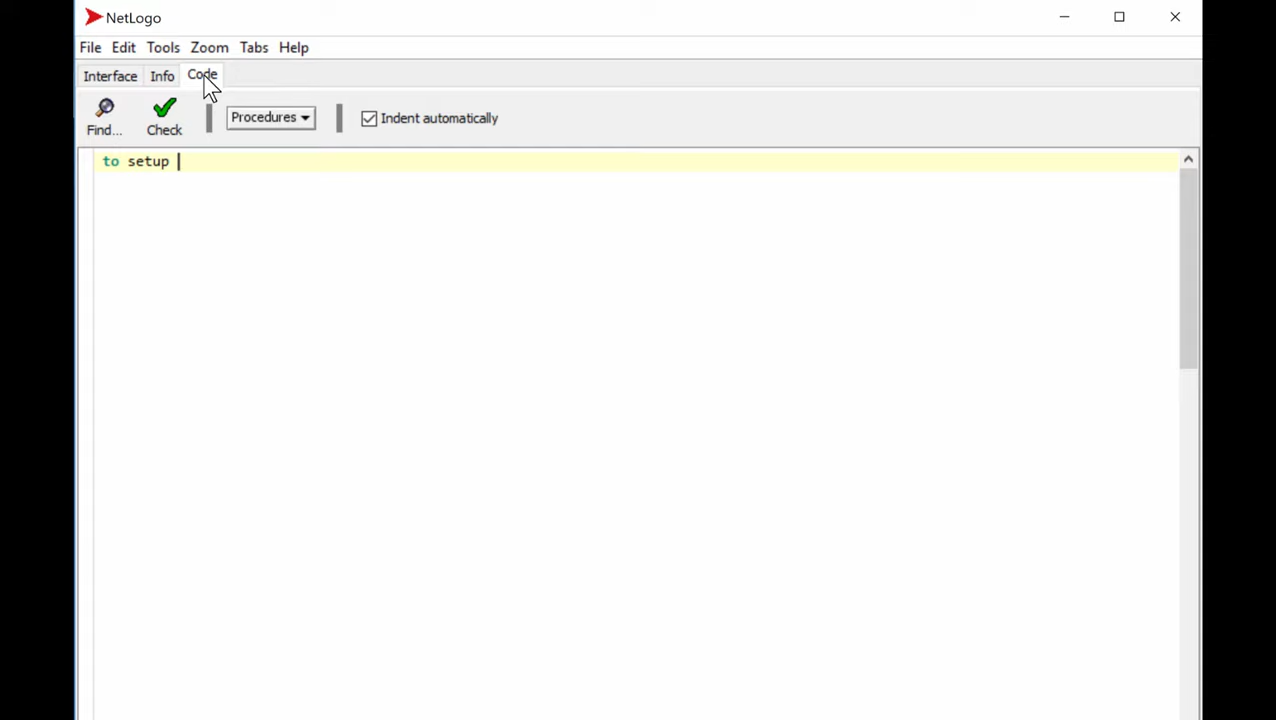 NetLogo
File Edit Tools Zoom Tabs Help
Interface Info Code
Find... Check Procedures Indent automatically
to setup